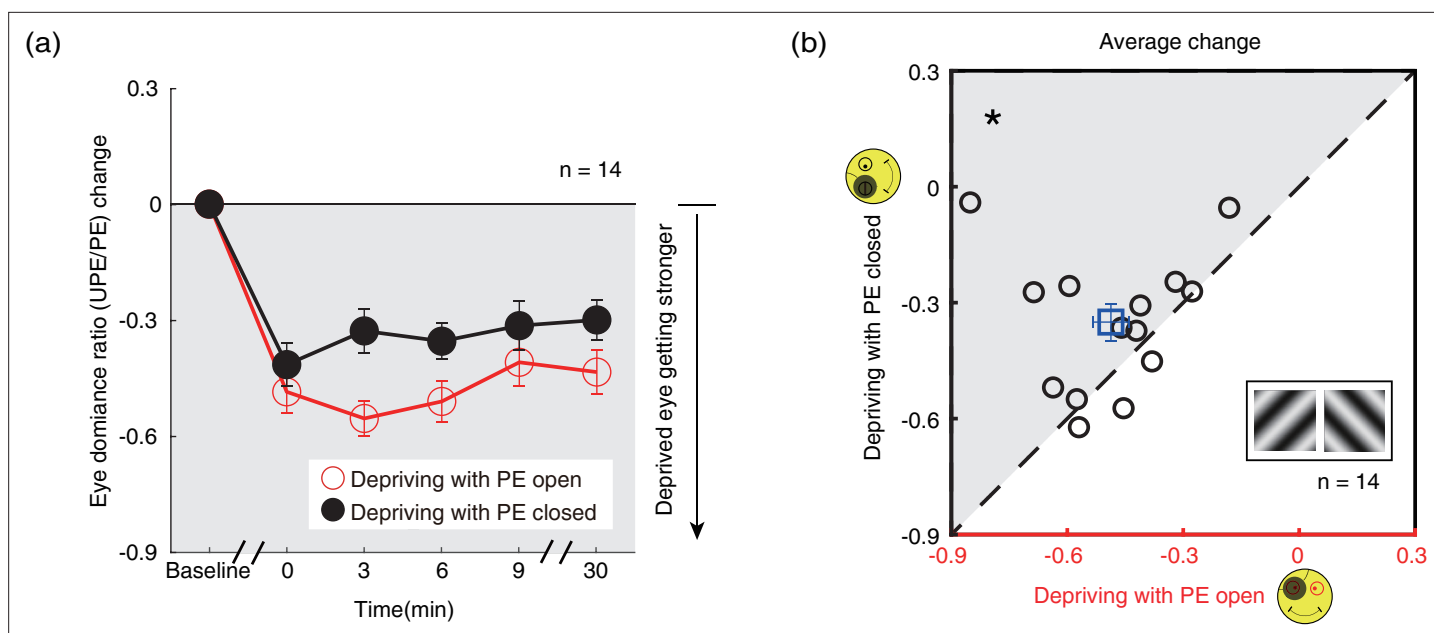 (a)
0.3
0
-0.3
-0.6
-0.9
Eye domiance ratio (UPE/PE) change
n = 14
Depriving with PE open
Depriving with PE closed
Baseline
0
3
6
9
30
Time(min)
Deprived eye getting stronger
(b)
Average change
0.3
0
-0.3
-0.6
-0.9
Depriving with PE closed
*
n = 14
-0.9
-0.6
-0.3
0
0.3
Depriving with PE open